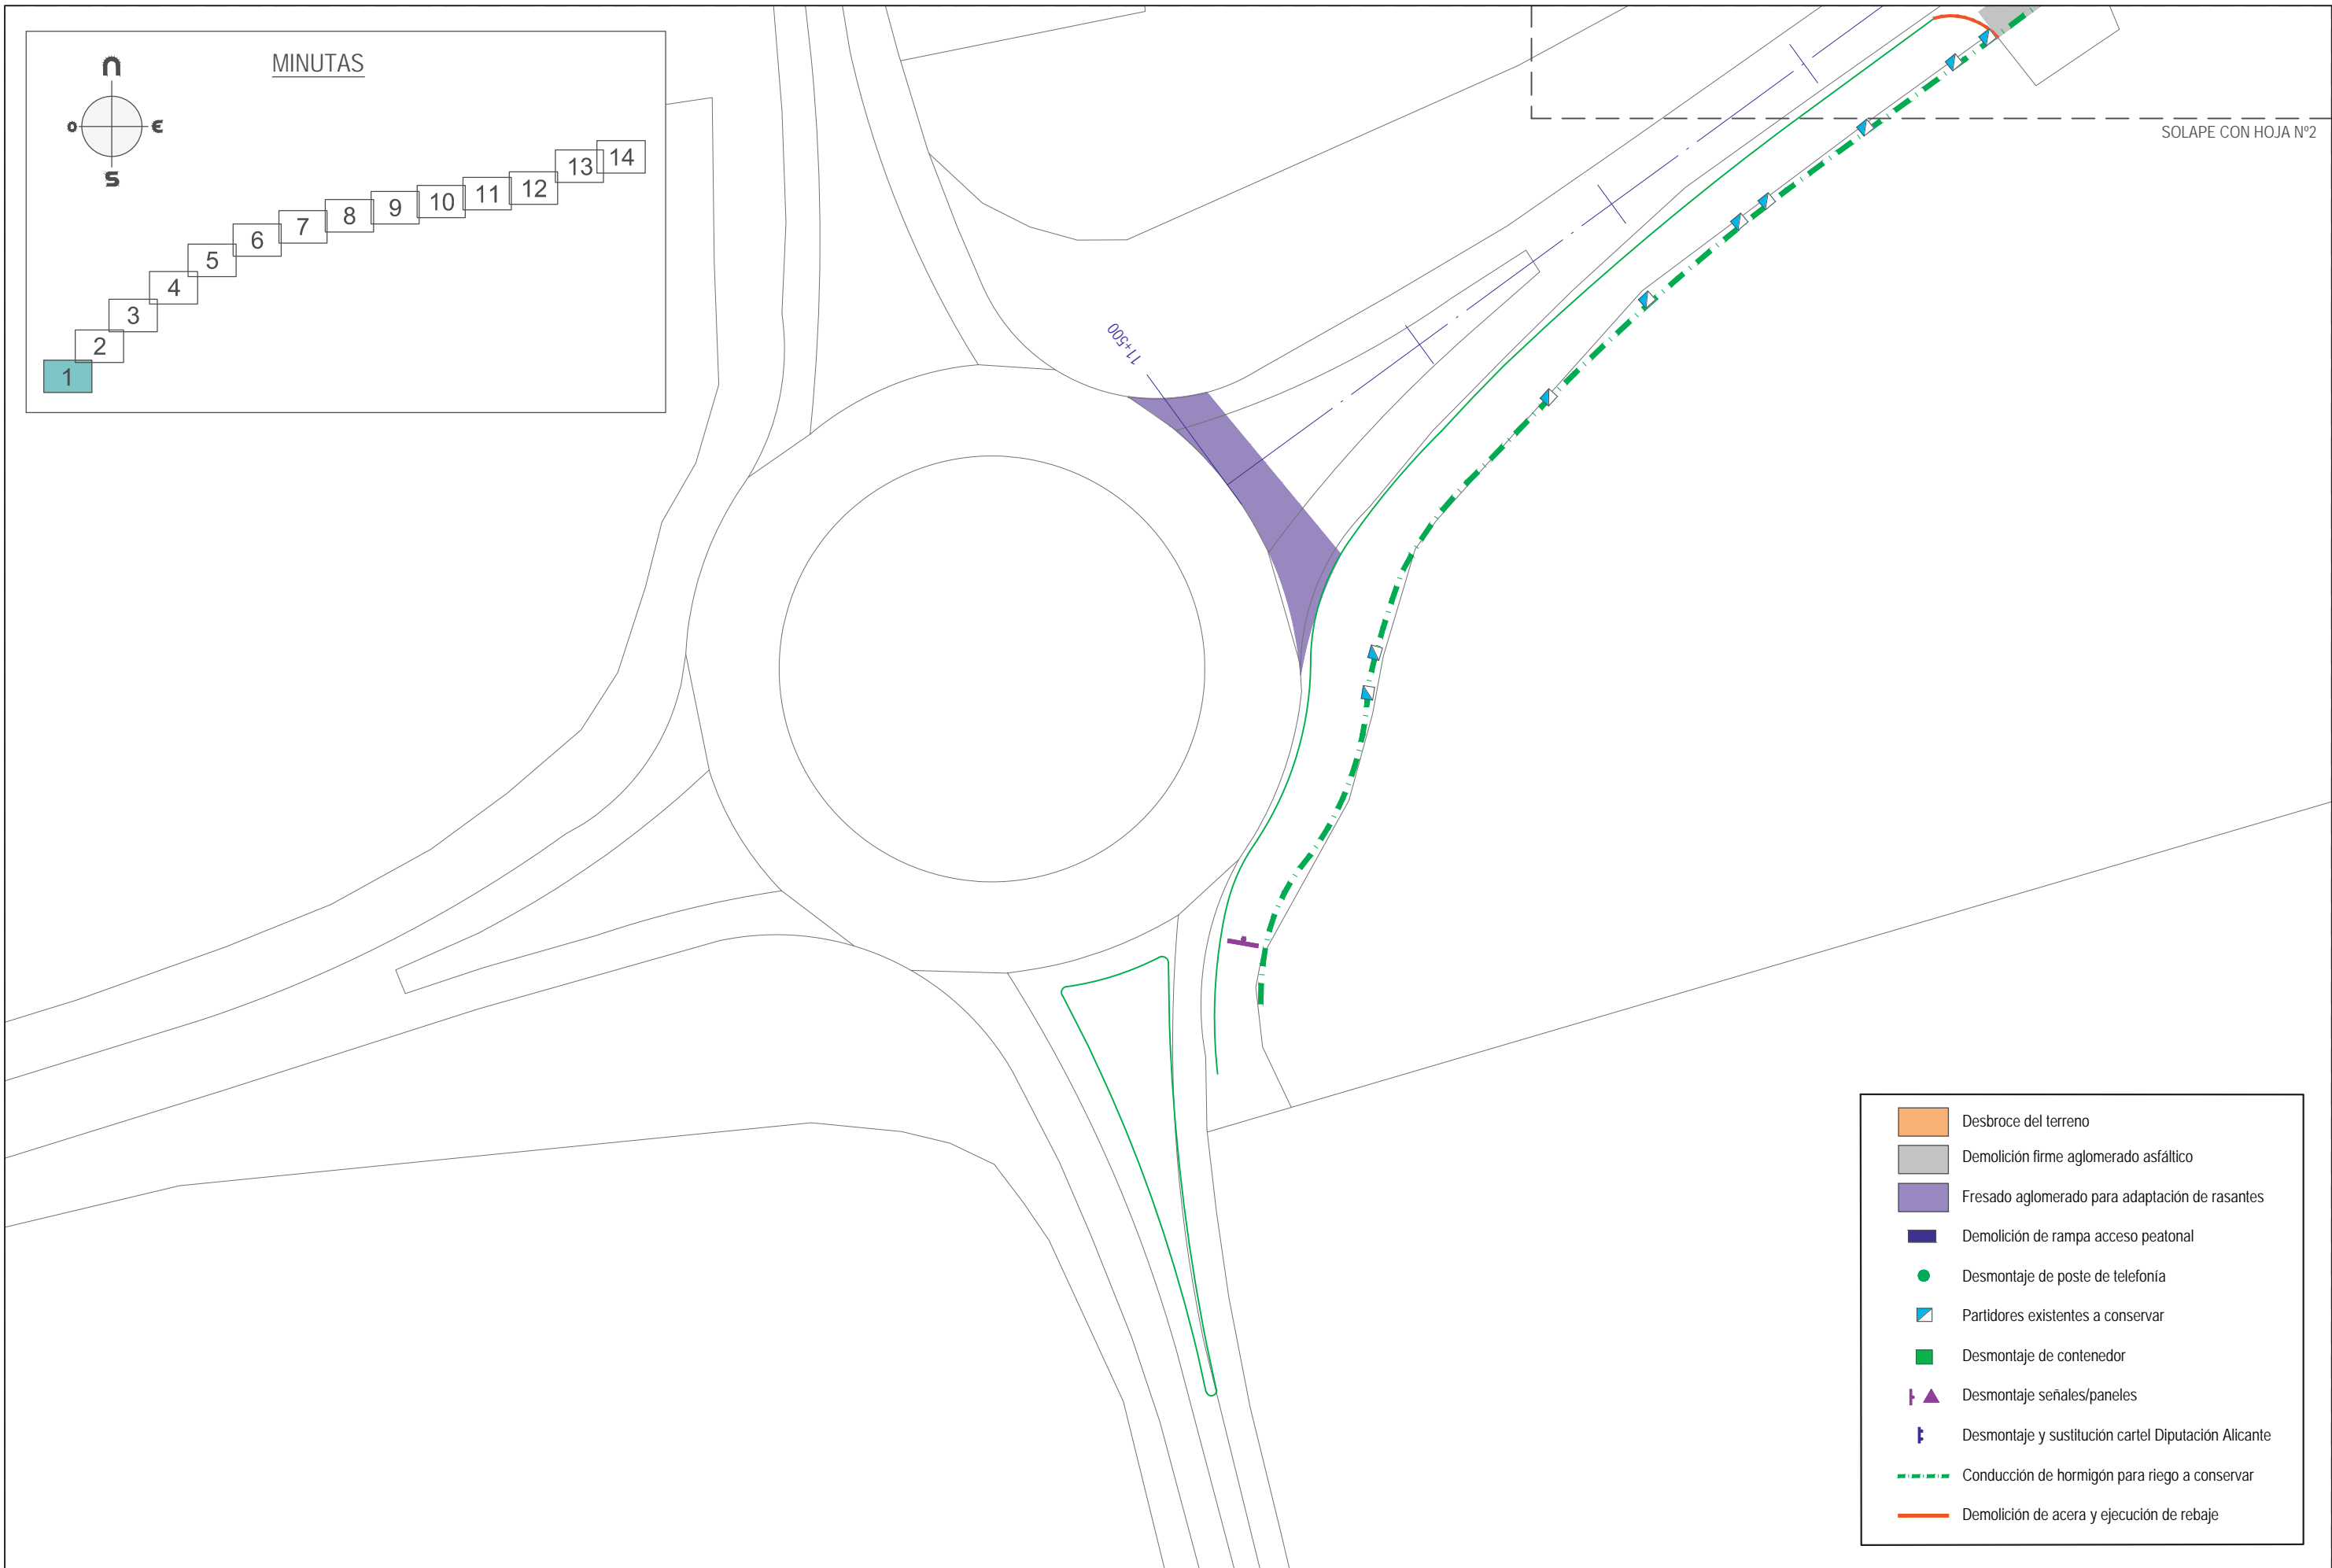 MINUTAS
N
O
E
S
14
13
12
11
10
9
8
7
6
5
4
3
2
1
SOLAPE CON HOJA Nº2
11+500
Desbroce del terreno
Demolición firme aglomerado asfáltico
Fresado aglomerado para adaptación de rasantes
Demolición de rampa acceso peatonal
Desmontaje de poste de telefonía
Partidores existentes a conservar
Desmontaje de contenedor
Desmontaje señales/paneles
Desmontaje y sustitución cartel Diputación Alicante
Conducción de hormigón para riego a conservar
Demolición de acera y ejecución de rebaje